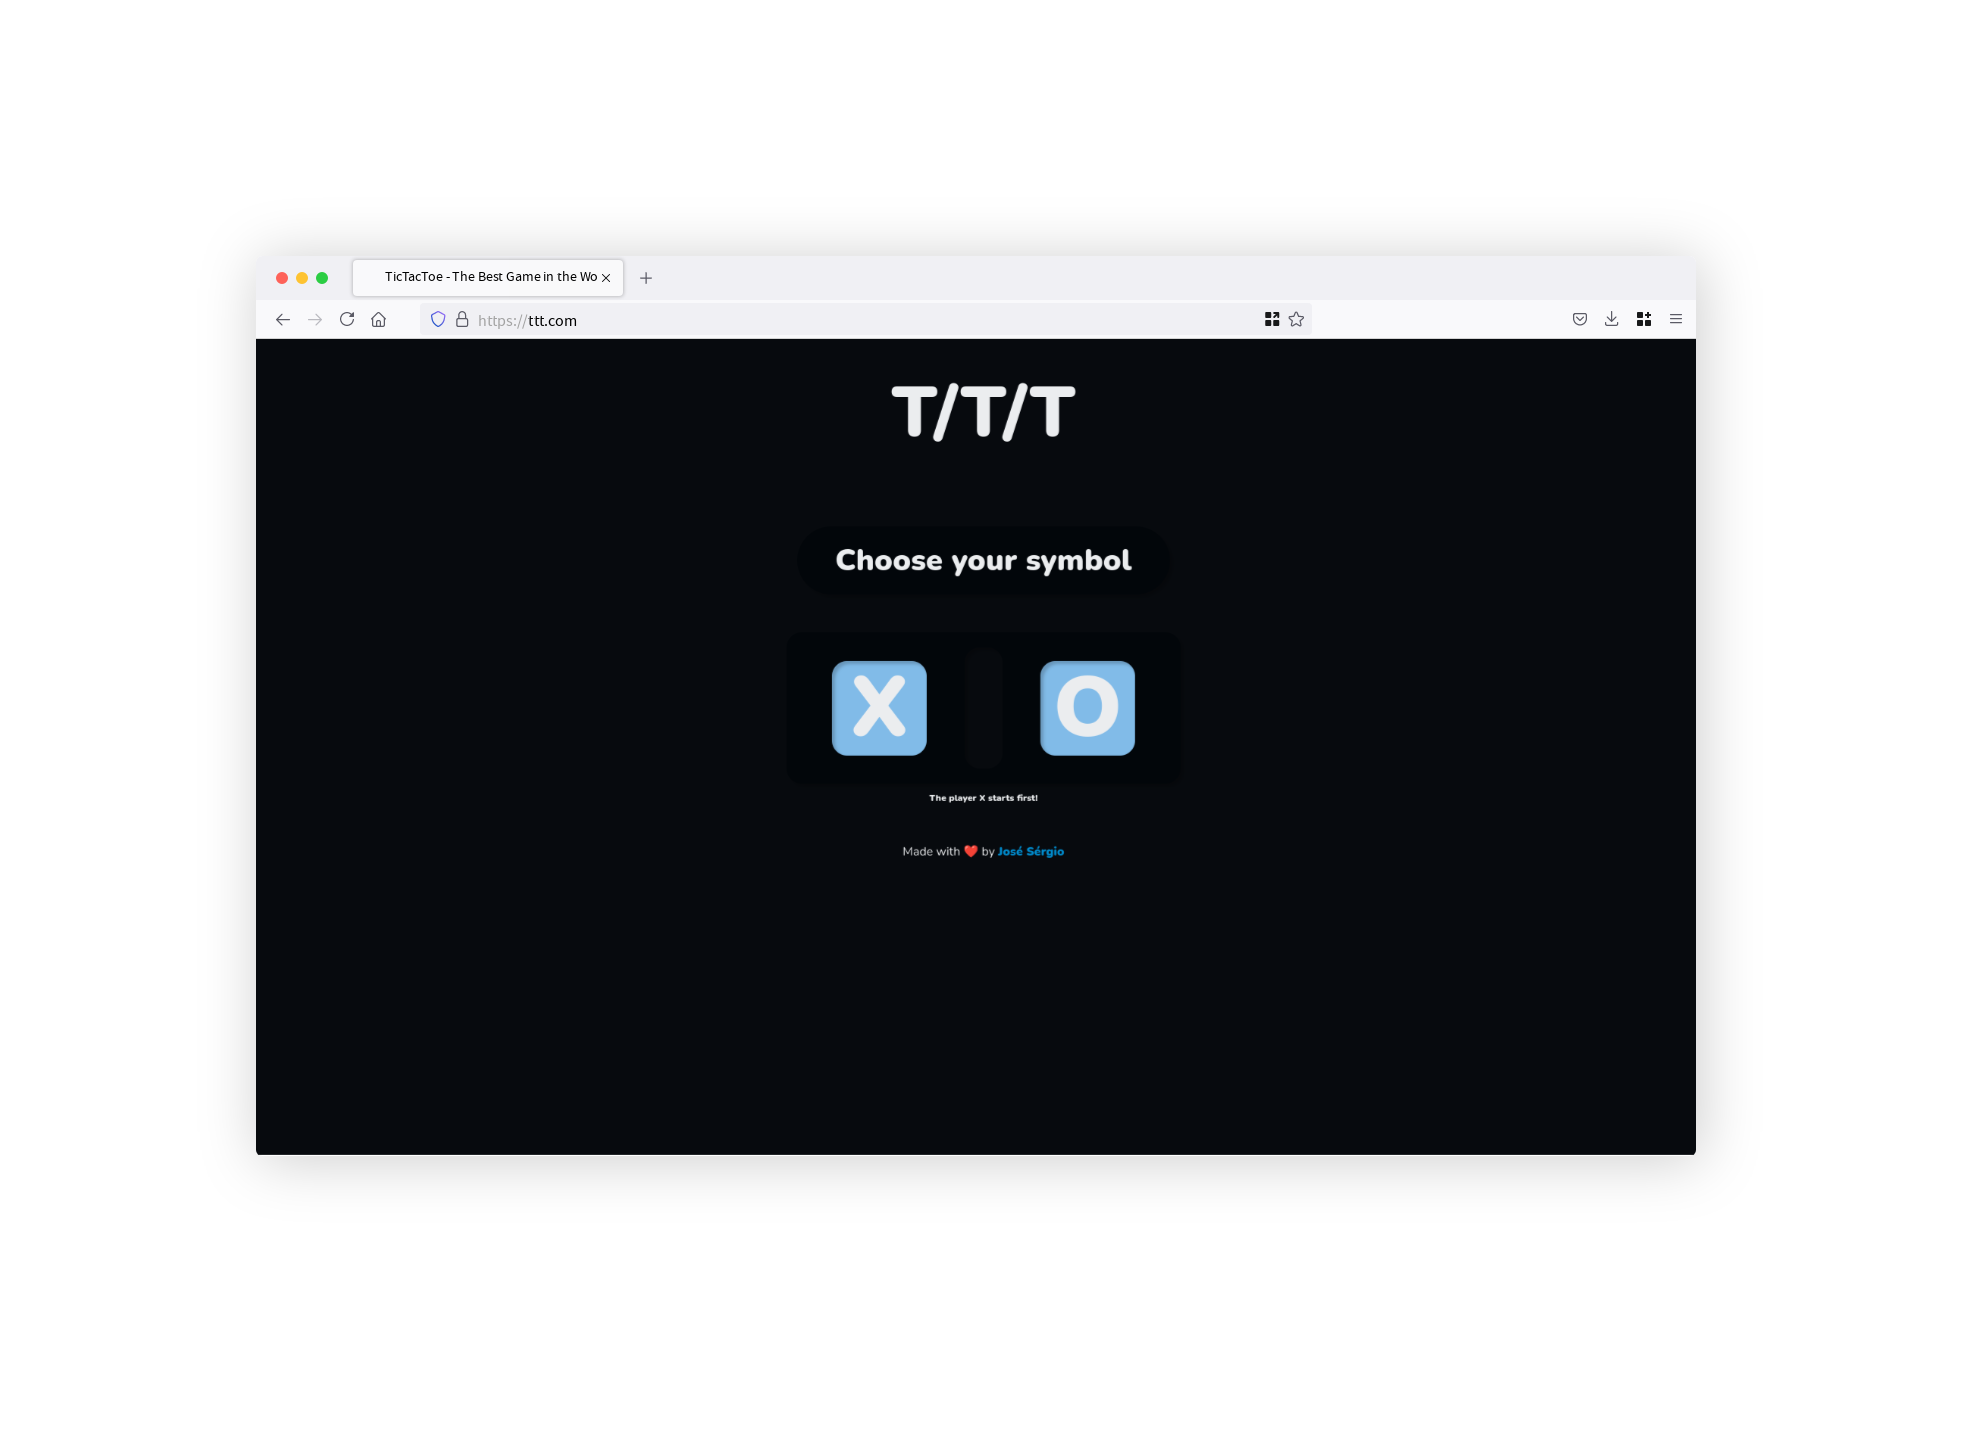 TicTacToe - The Best Game in the Wo
https://ttt.com
T/T/T
Choose your symbol
X O
The player X starts first!
Made with ❤️ by José Sérgio